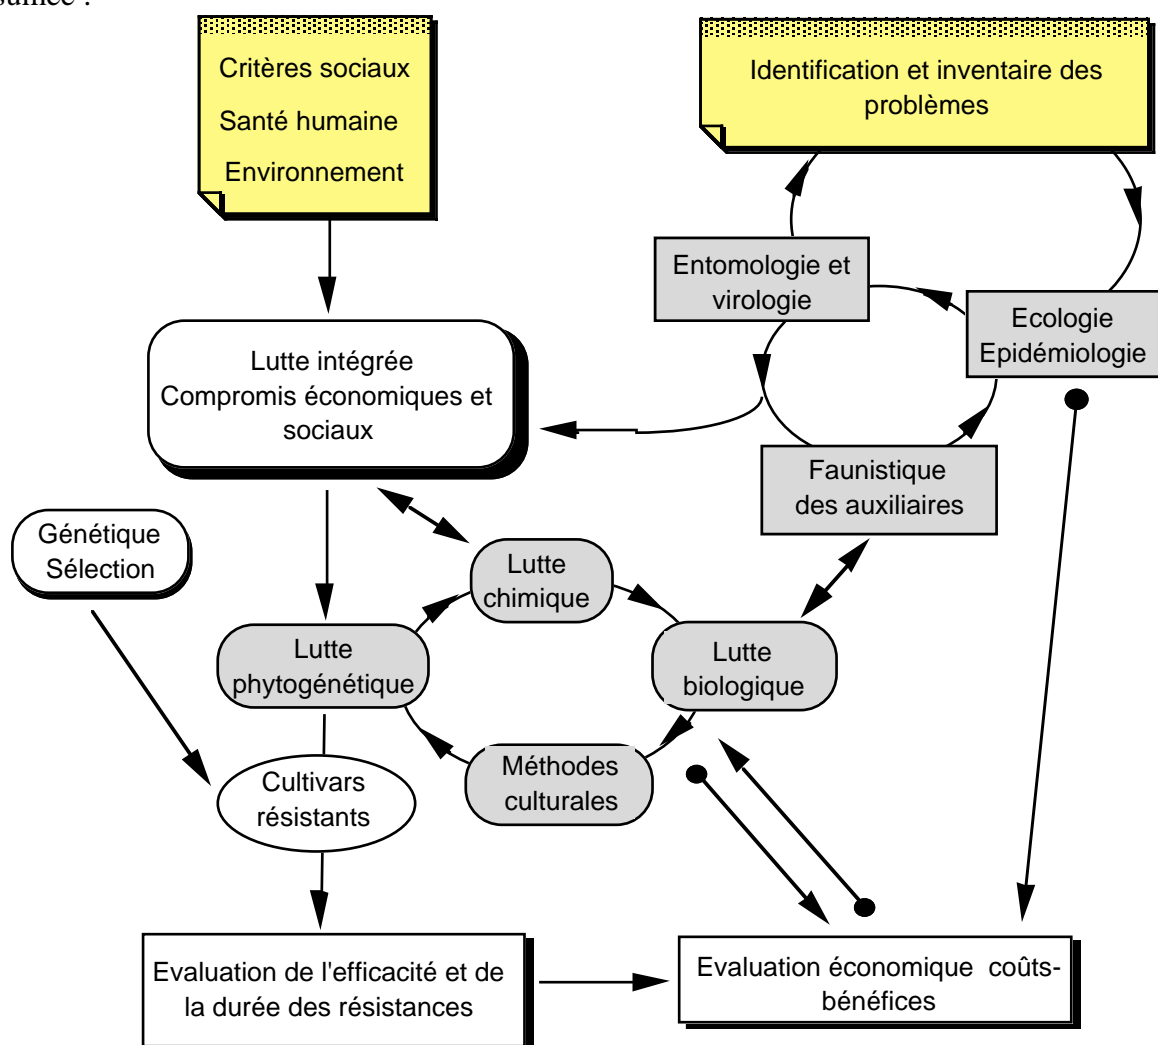 Critères sociaux
Santé humaine
Environnement
Identification et inventaire des
problèmes
Entomologie et
virologie
Ecologie
Epidémiologie
Lutte intégrée
Compromis économiques et
sociaux
Faunistique
des auxiliaires
Génétique
Sélection
Lutte
chimique
Lutte
phytogénétique
Lutte
biologique
Méthodes
culturales
Cultivars
résistants
Evaluation de l'efficacité et de
la durée des résistances
Evaluation économique coûts-
bénéfices